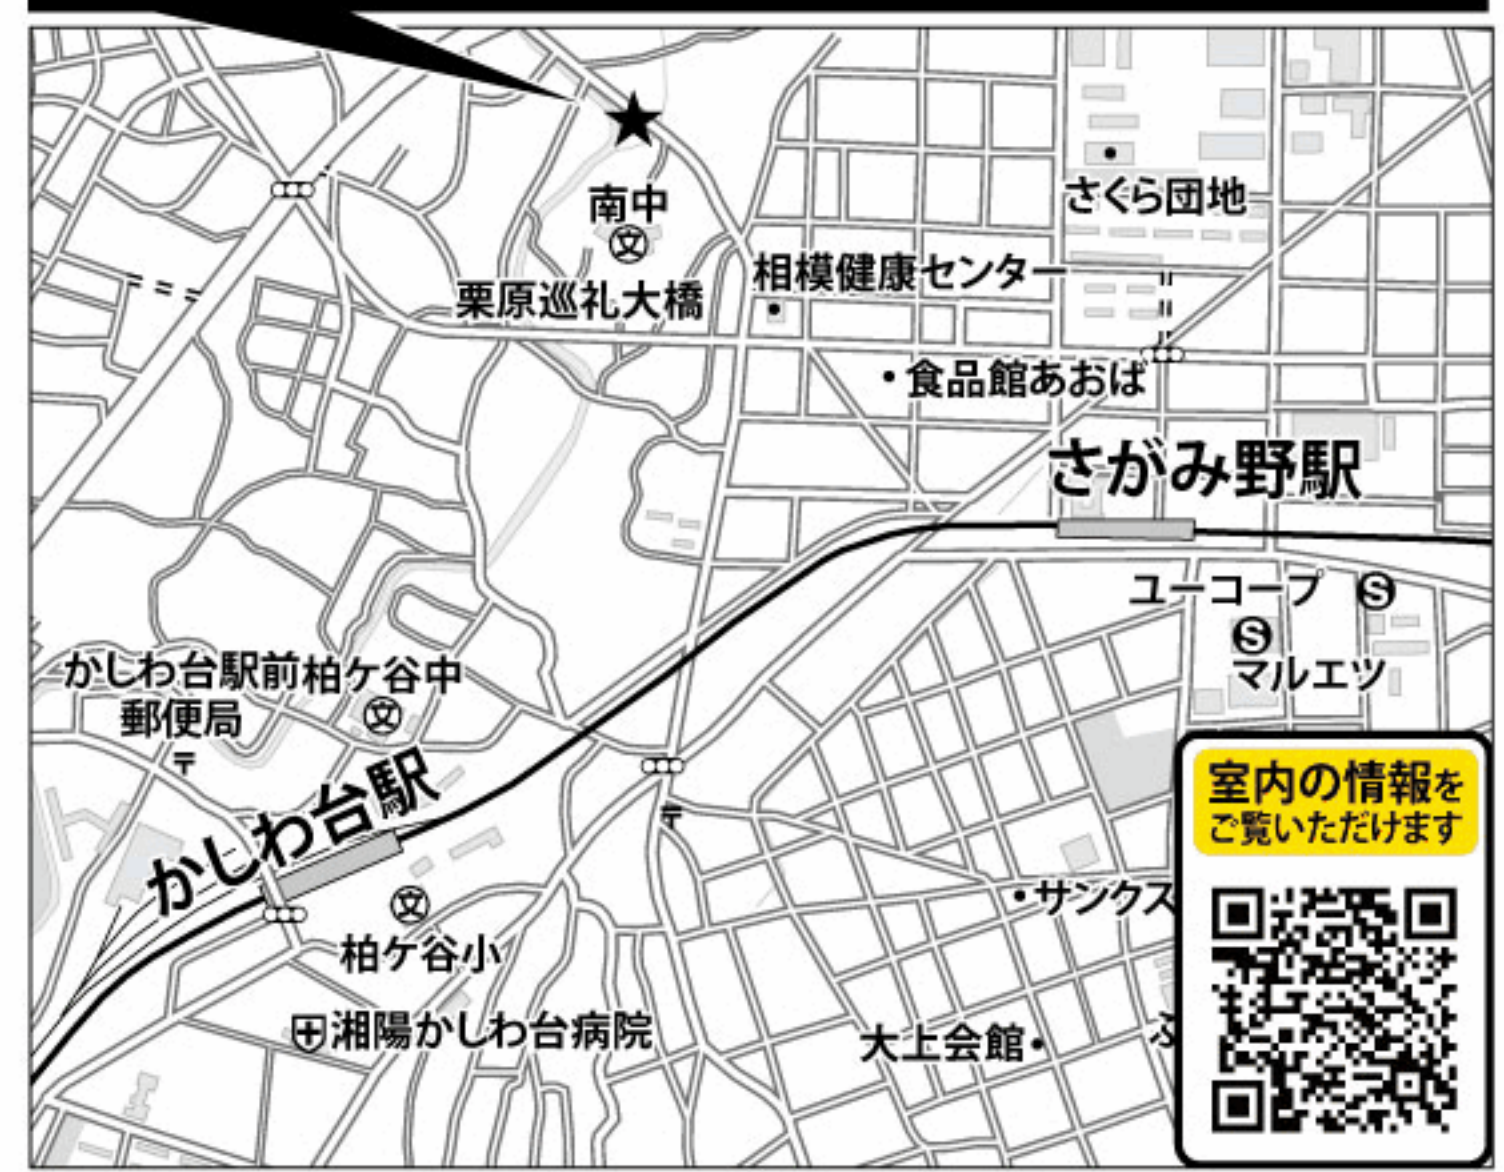 さくら団地
南中
文
相模健康センター
栗原巡礼大橋
食品館あおば
さがみ野駅
ユーコープ
S
S
マルエツ
かしわ台駅前
郵便局
〒
柏ケ谷中
文
かしわ台駅
〒
文
柏ケ谷小
サンクス
湘陽かしわ台病院
大上会館
室内の情報を
ご覧いただけます